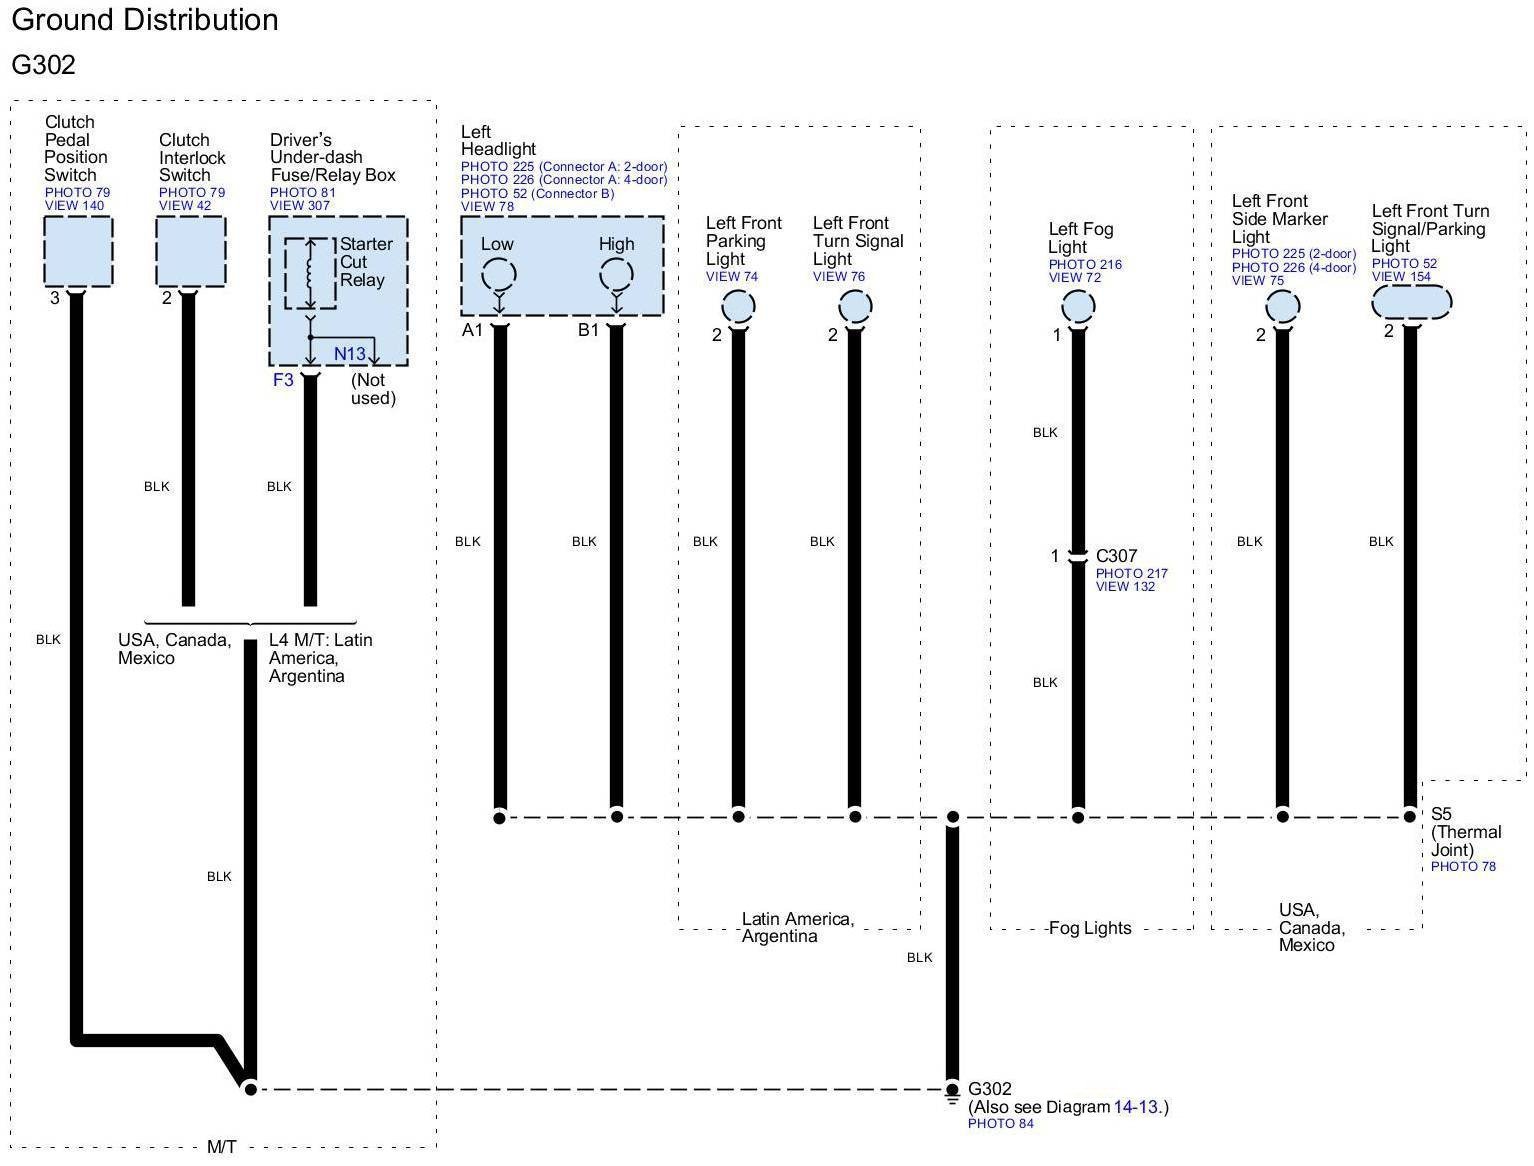 Ground Distribution
G302
Clutch
Pedal
Position
Switch
PHOTO 79
VIEW 140
Clutch
Interlock
Switch
PHOTO 79
VIEW 42
Driver's
Under-dash
Fuse/Relay Box
PHOTO 81
VIEW 307
Starter
Cut
Relay
N13
3
2
F3
(Not
used)
BLK
BLK
BLK
USA, Canada,
Mexico
L4 M/T: Latin
America,
Argentina
BLK
M/T
Left
Headlight
PHOTO 225 (Connector A: 2-door)
PHOTO 226 (Connector A: 4-door)
PHOTO 52 (Connector B)
VIEW 78
Low
High
A1
B1
BLK
BLK
Left Front
Parking
Light
VIEW 74
2
BLK
Left Front
Turn Signal
Light
VIEW 76
2
BLK
Latin America,
Argentina
Left Fog
Light
PHOTO 216
VIEW 72
1
BLK
1
C307
PHOTO 217
VIEW 132
BLK
Fog Lights
Left Front
Side Marker
Light
PHOTO 225 (2-door)
PHOTO 226 (4-door)
VIEW 75
2
BLK
Left Front Turn
Signal/Parking
Light
PHOTO 52
VIEW 154
2
BLK
S5
(Thermal
Joint)
PHOTO 78
USA,
Canada,
Mexico
BLK
G302
(Also see Diagram 14-13.)
PHOTO 84